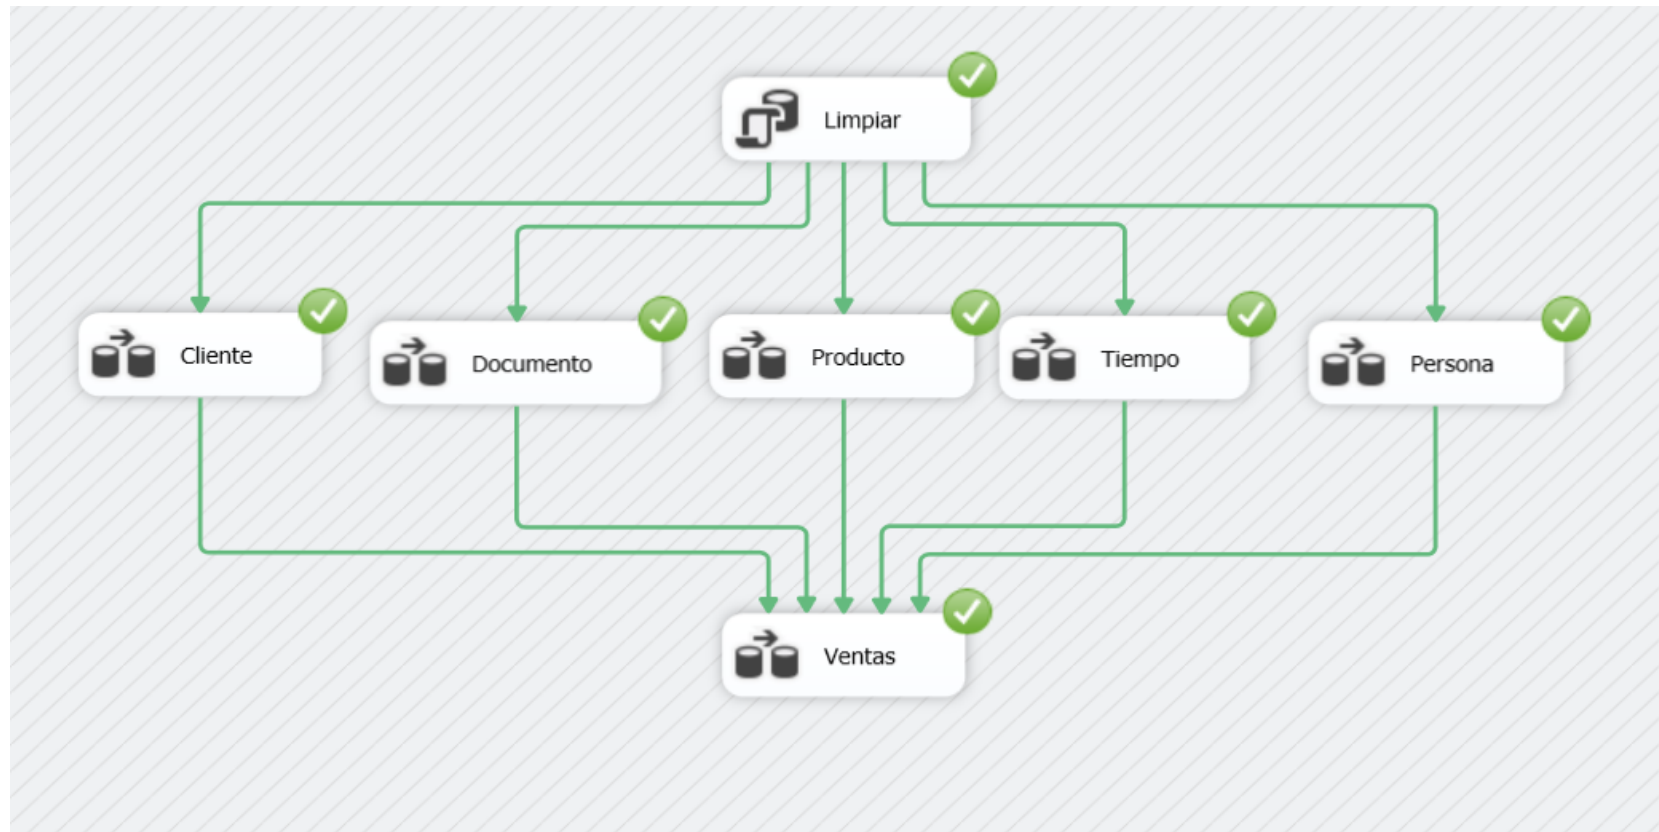 Limpiar
Cliente
Documento
Producto
Tiempo
Persona
Ventas